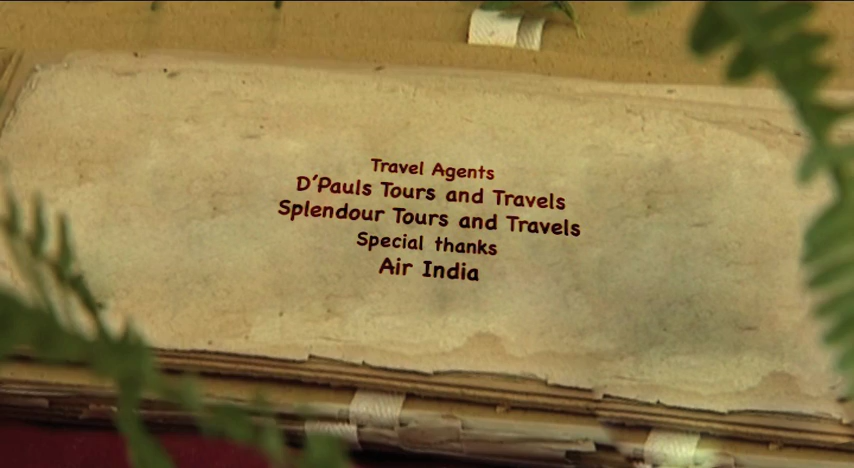 Travel Agents
D'Pauls Tours and Travels
Splendour Tours and Travels
Special thanks
Air India